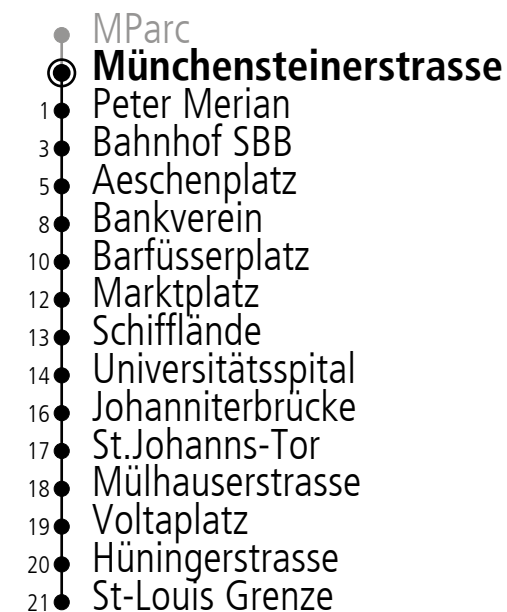 MParc
Münchensteinerstrasse
1 Peter Merian
3 Bahnhof SBB
5 Aeschenplatz
8 Bankverein
10 Barfüsserplatz
12 Marktplatz
13 Schifflände
14 Universitätsspital
16 Johanniterbrücke
17 St.Johanns-Tor
18 Mülhauserstrasse
19 Voltaplatz
20 Hüningerstrasse
21 St-Louis Grenze